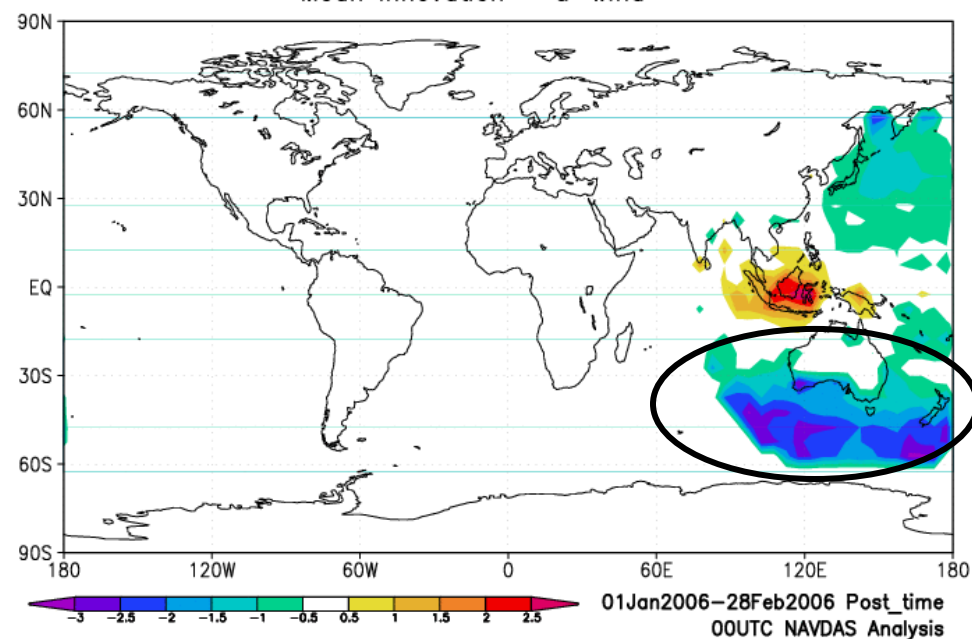 90N
60N
30N
EQ
30S
60S
90S
180 120W 60W 0 60E 120E 180
-3 -2.5 -2 -1.5 -1 -0.5 0.5 1 1.5 2 2.5
01Jan2006-28Feb2006 Post_time
00UTC NAVDAS Analysis